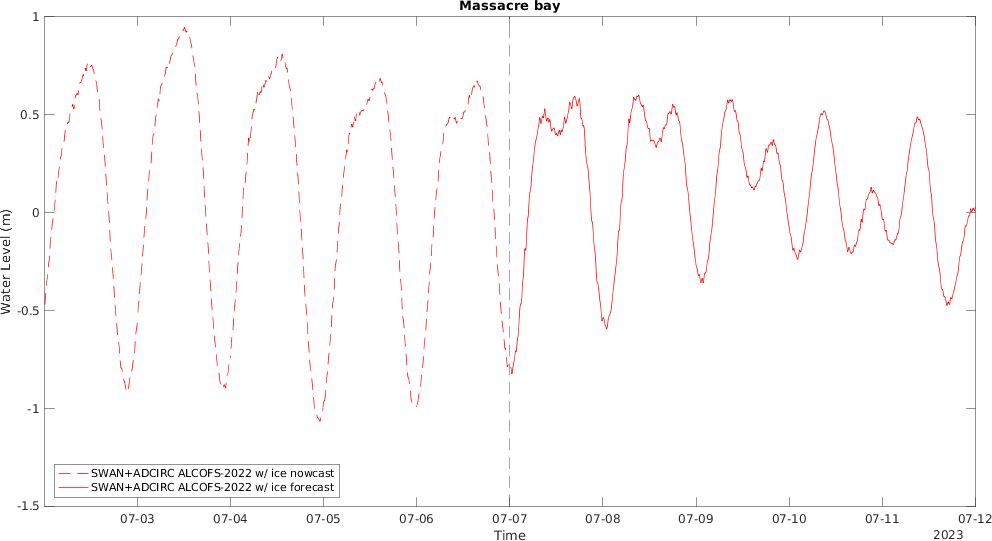 Massacre bay
1
0.5
0
-0.5
-1
-1.5
Water Level (m)
SWAN+ADCIRC ALCOFS-2022 w/ ice nowcast
SWAN+ADCIRC ALCOFS-2022 w/ ice forecast
07-03 07-04 07-05 07-06 07-07 07-08 07-09 07-10 07-11 07-12
Time
2023